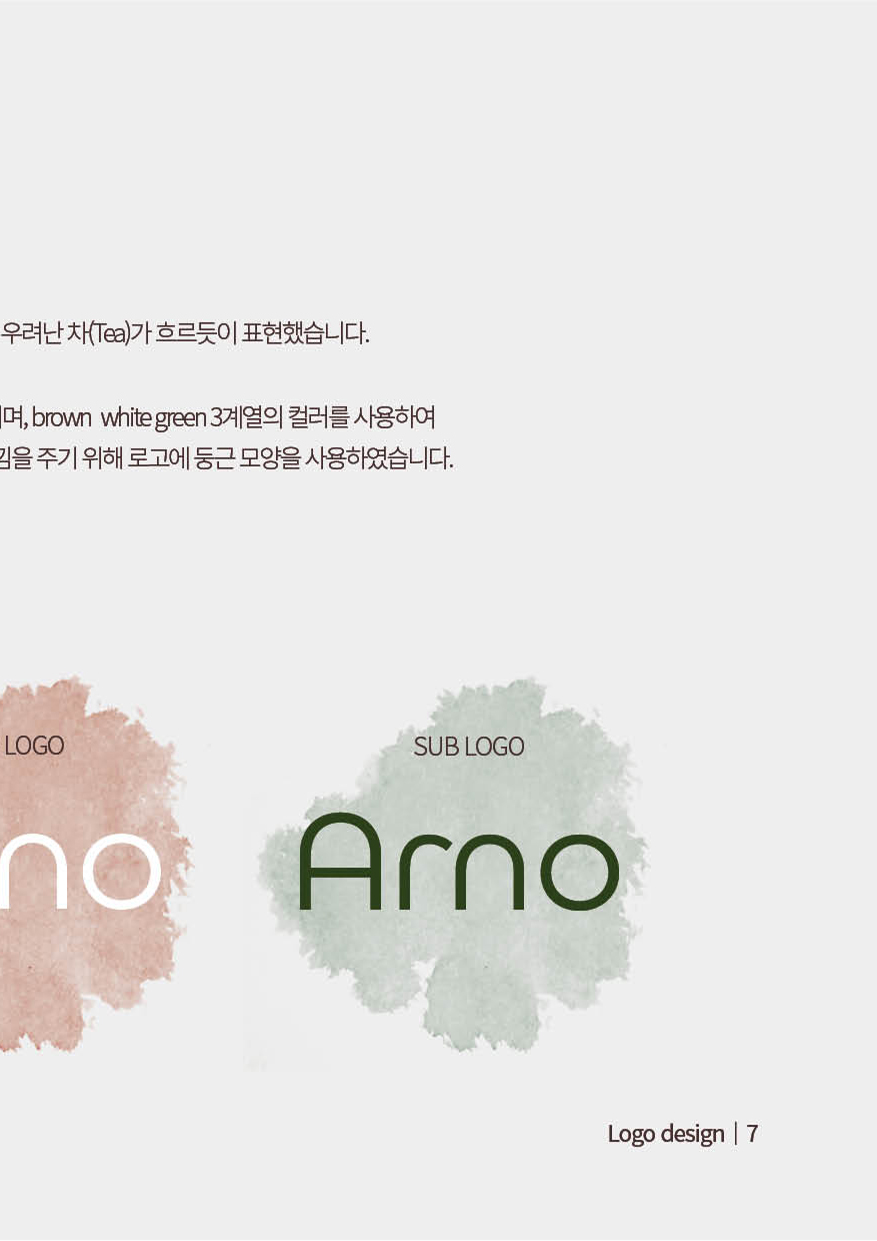 우려난 차(Tea)가 흐르듯이 표현했습니다.
며, brown white green 3계열의 컬러를 사용하여
낌을 주기 위해 로고에 둥근 모양을 사용하였습니다.
LOGO
no
SUB LOGO
Arno
Logo design | 7